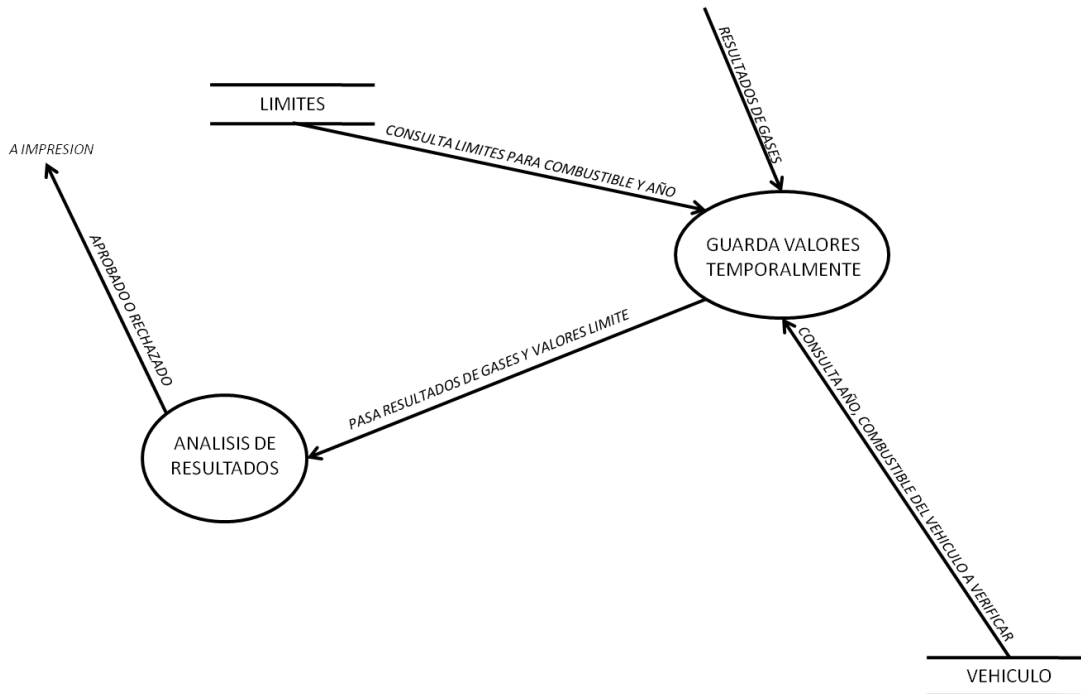 RESULTADOS DE GASES
LIMITES
CONSULTA LIMITES PARA COMBUSTIBLE Y AÑO
A IMPRESION
APROBADO O RECHAZADO
GUARDA VALORES
TEMPORALMENTE
PASA RESULTADOS DE GASES Y VALORES LIMITE
CONSULTA AÑO, COMBUSTIBLE DEL VEHICULO A VERIFICAR
ANALISIS DE
RESULTADOS
VEHICULO